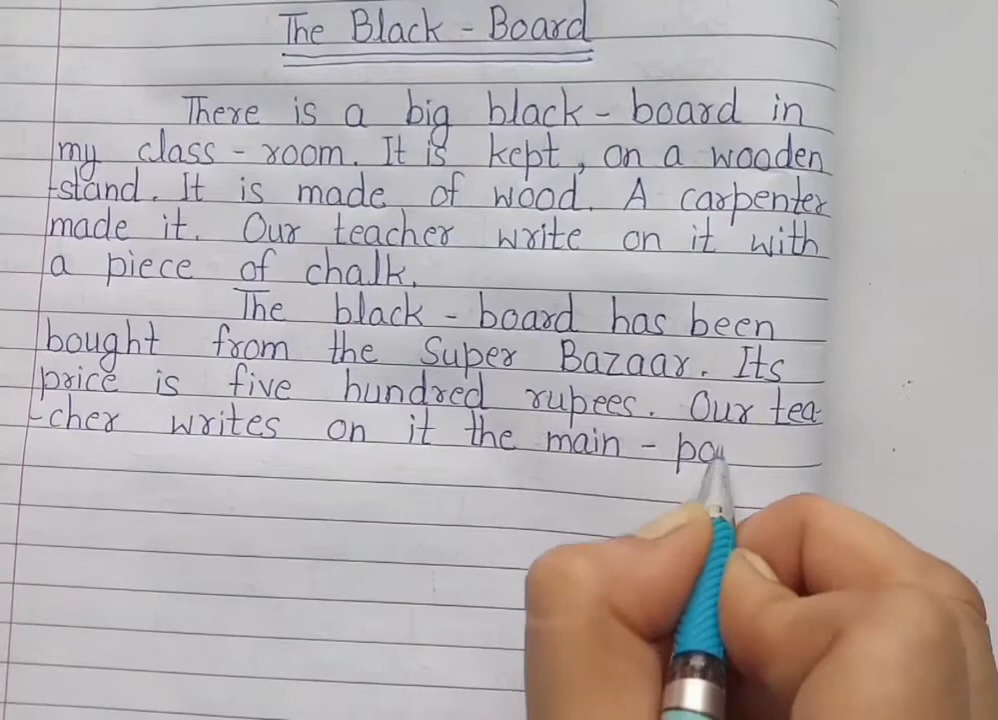 The Black - Board
There is a big black - board in
my class - room. It is kept, on a wooden
-stand. It is made of wood. A carpenter
made it. Our teacher write on it with
a piece of chalk.
The black - board has been
bought from the Super Bazaar. Its
price is five hundred rupees. Our tea-
-cher writes on it the main -